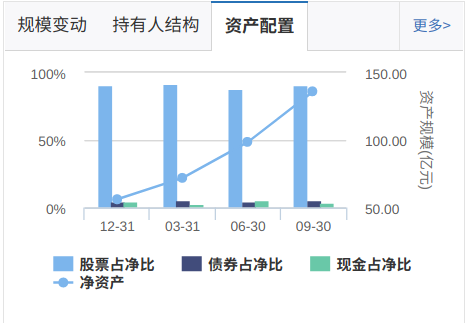 规模变动 持有人结构 资产配置 更多>
100% 150.00
50% 100.00
0% 50.00
资产规模(亿元)
12-31 03-31 06-30 09-30
股票占净比 债券占净比 现金占净比
净资产